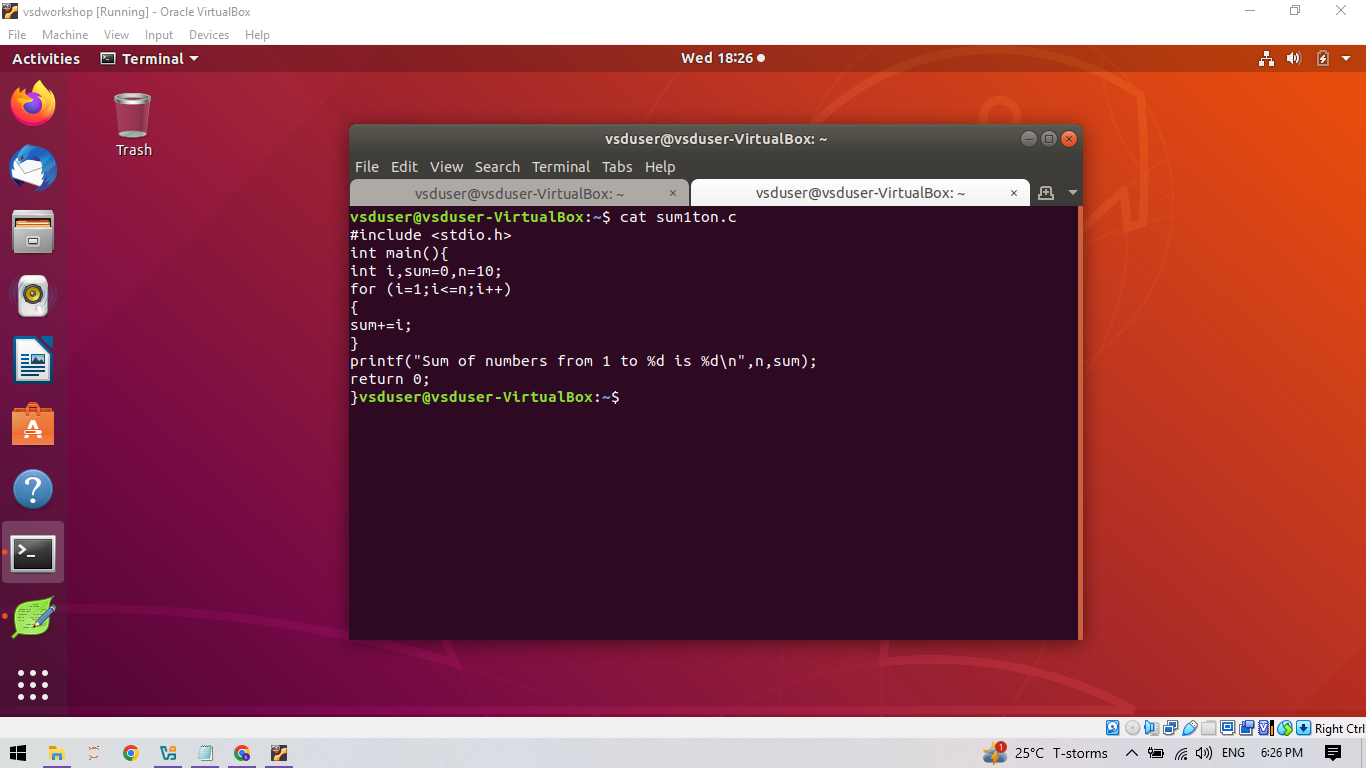 vsdworkshop [Running] - Oracle VirtualBox
File Machine View Input Devices Help
Activities Terminal Wed 18:26
Trash
vsduser@vsduser-VirtualBox: ~
File Edit View Search Terminal Tabs Help
vsduser@vsduser-VirtualBox: ~ × vsduser@vsduser-VirtualBox: ~ ×
vsduser@vsduser-VirtualBox:~$ cat sum1ton.c
#include <stdio.h>
int main(){
int i,sum=0,n=10;
for (i=1;i<=n;i++)
{
sum+=i;
}
printf("Sum of numbers from 1 to %d is %d\n",n,sum);
return 0;
}vsduser@vsduser-VirtualBox:~$
Right Ctrl
1 25°C T-storms ENG 6:26 PM